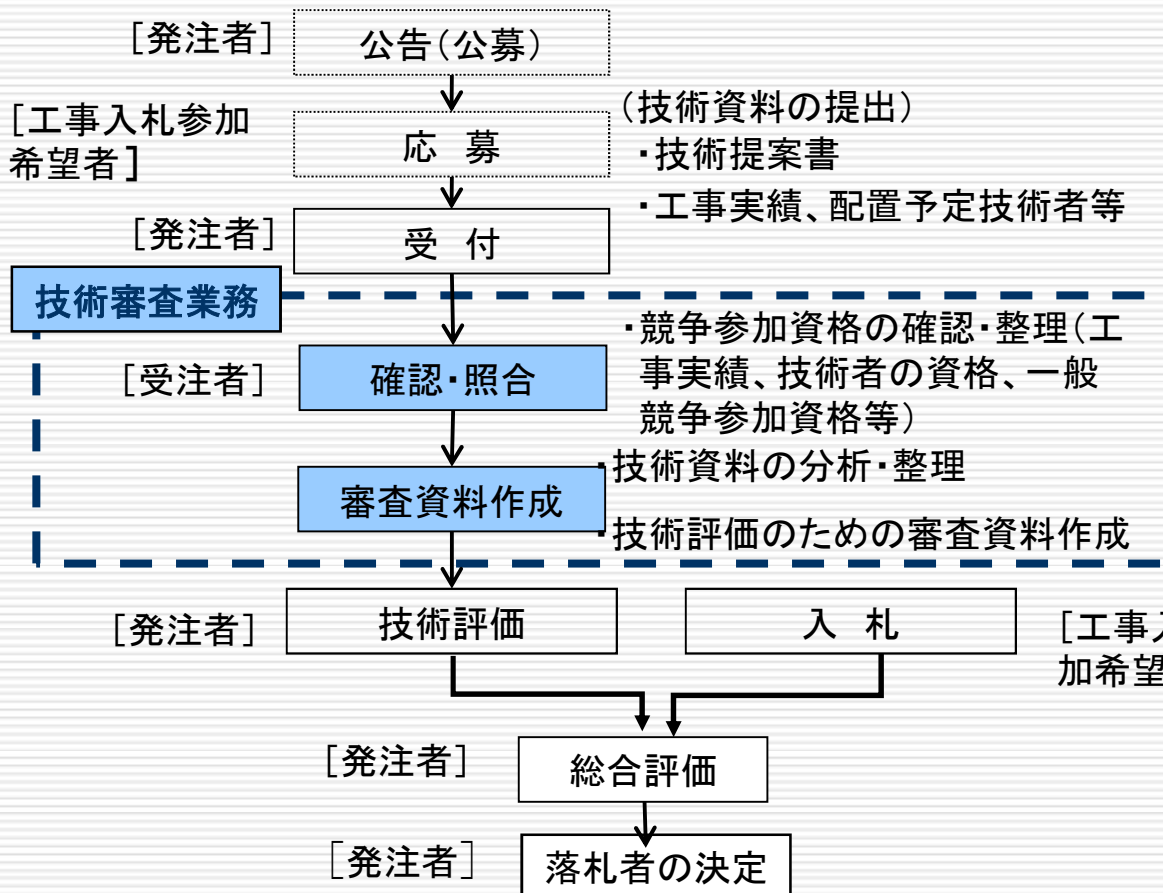 [発注者]
公告(公募)
[工事入札参加
希望者]
応 募
(技術資料の提出)
・技術提案書
・工事実績、配置予定技術者等
[発注者]
受 付
技術審査業務
[受注者]
確認・照合
・競争参加資格の確認・整理(工
事実績、技術者の資格、一般
競争参加資格等)
審査資料作成
・技術資料の分析・整理
・技術評価のための審査資料作成
[発注者]
技術評価
入 札
[工事入
加希望
[発注者]
総合評価
[発注者]
落札者の決定